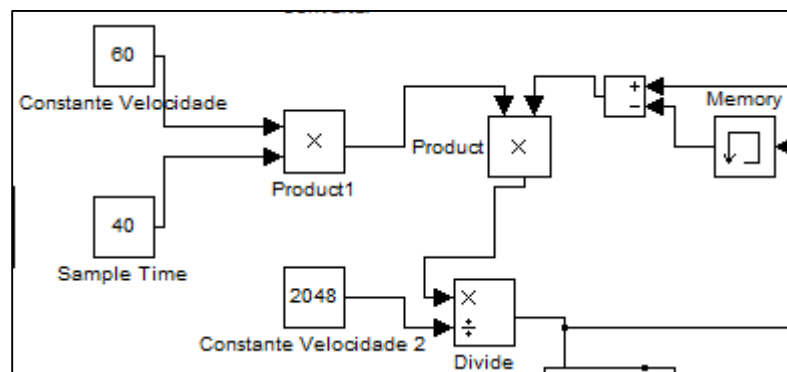 60
Constante Velocidade
Memory
Product
Product1
40
Sample Time
2048
Constante Velocidade 2
Divide